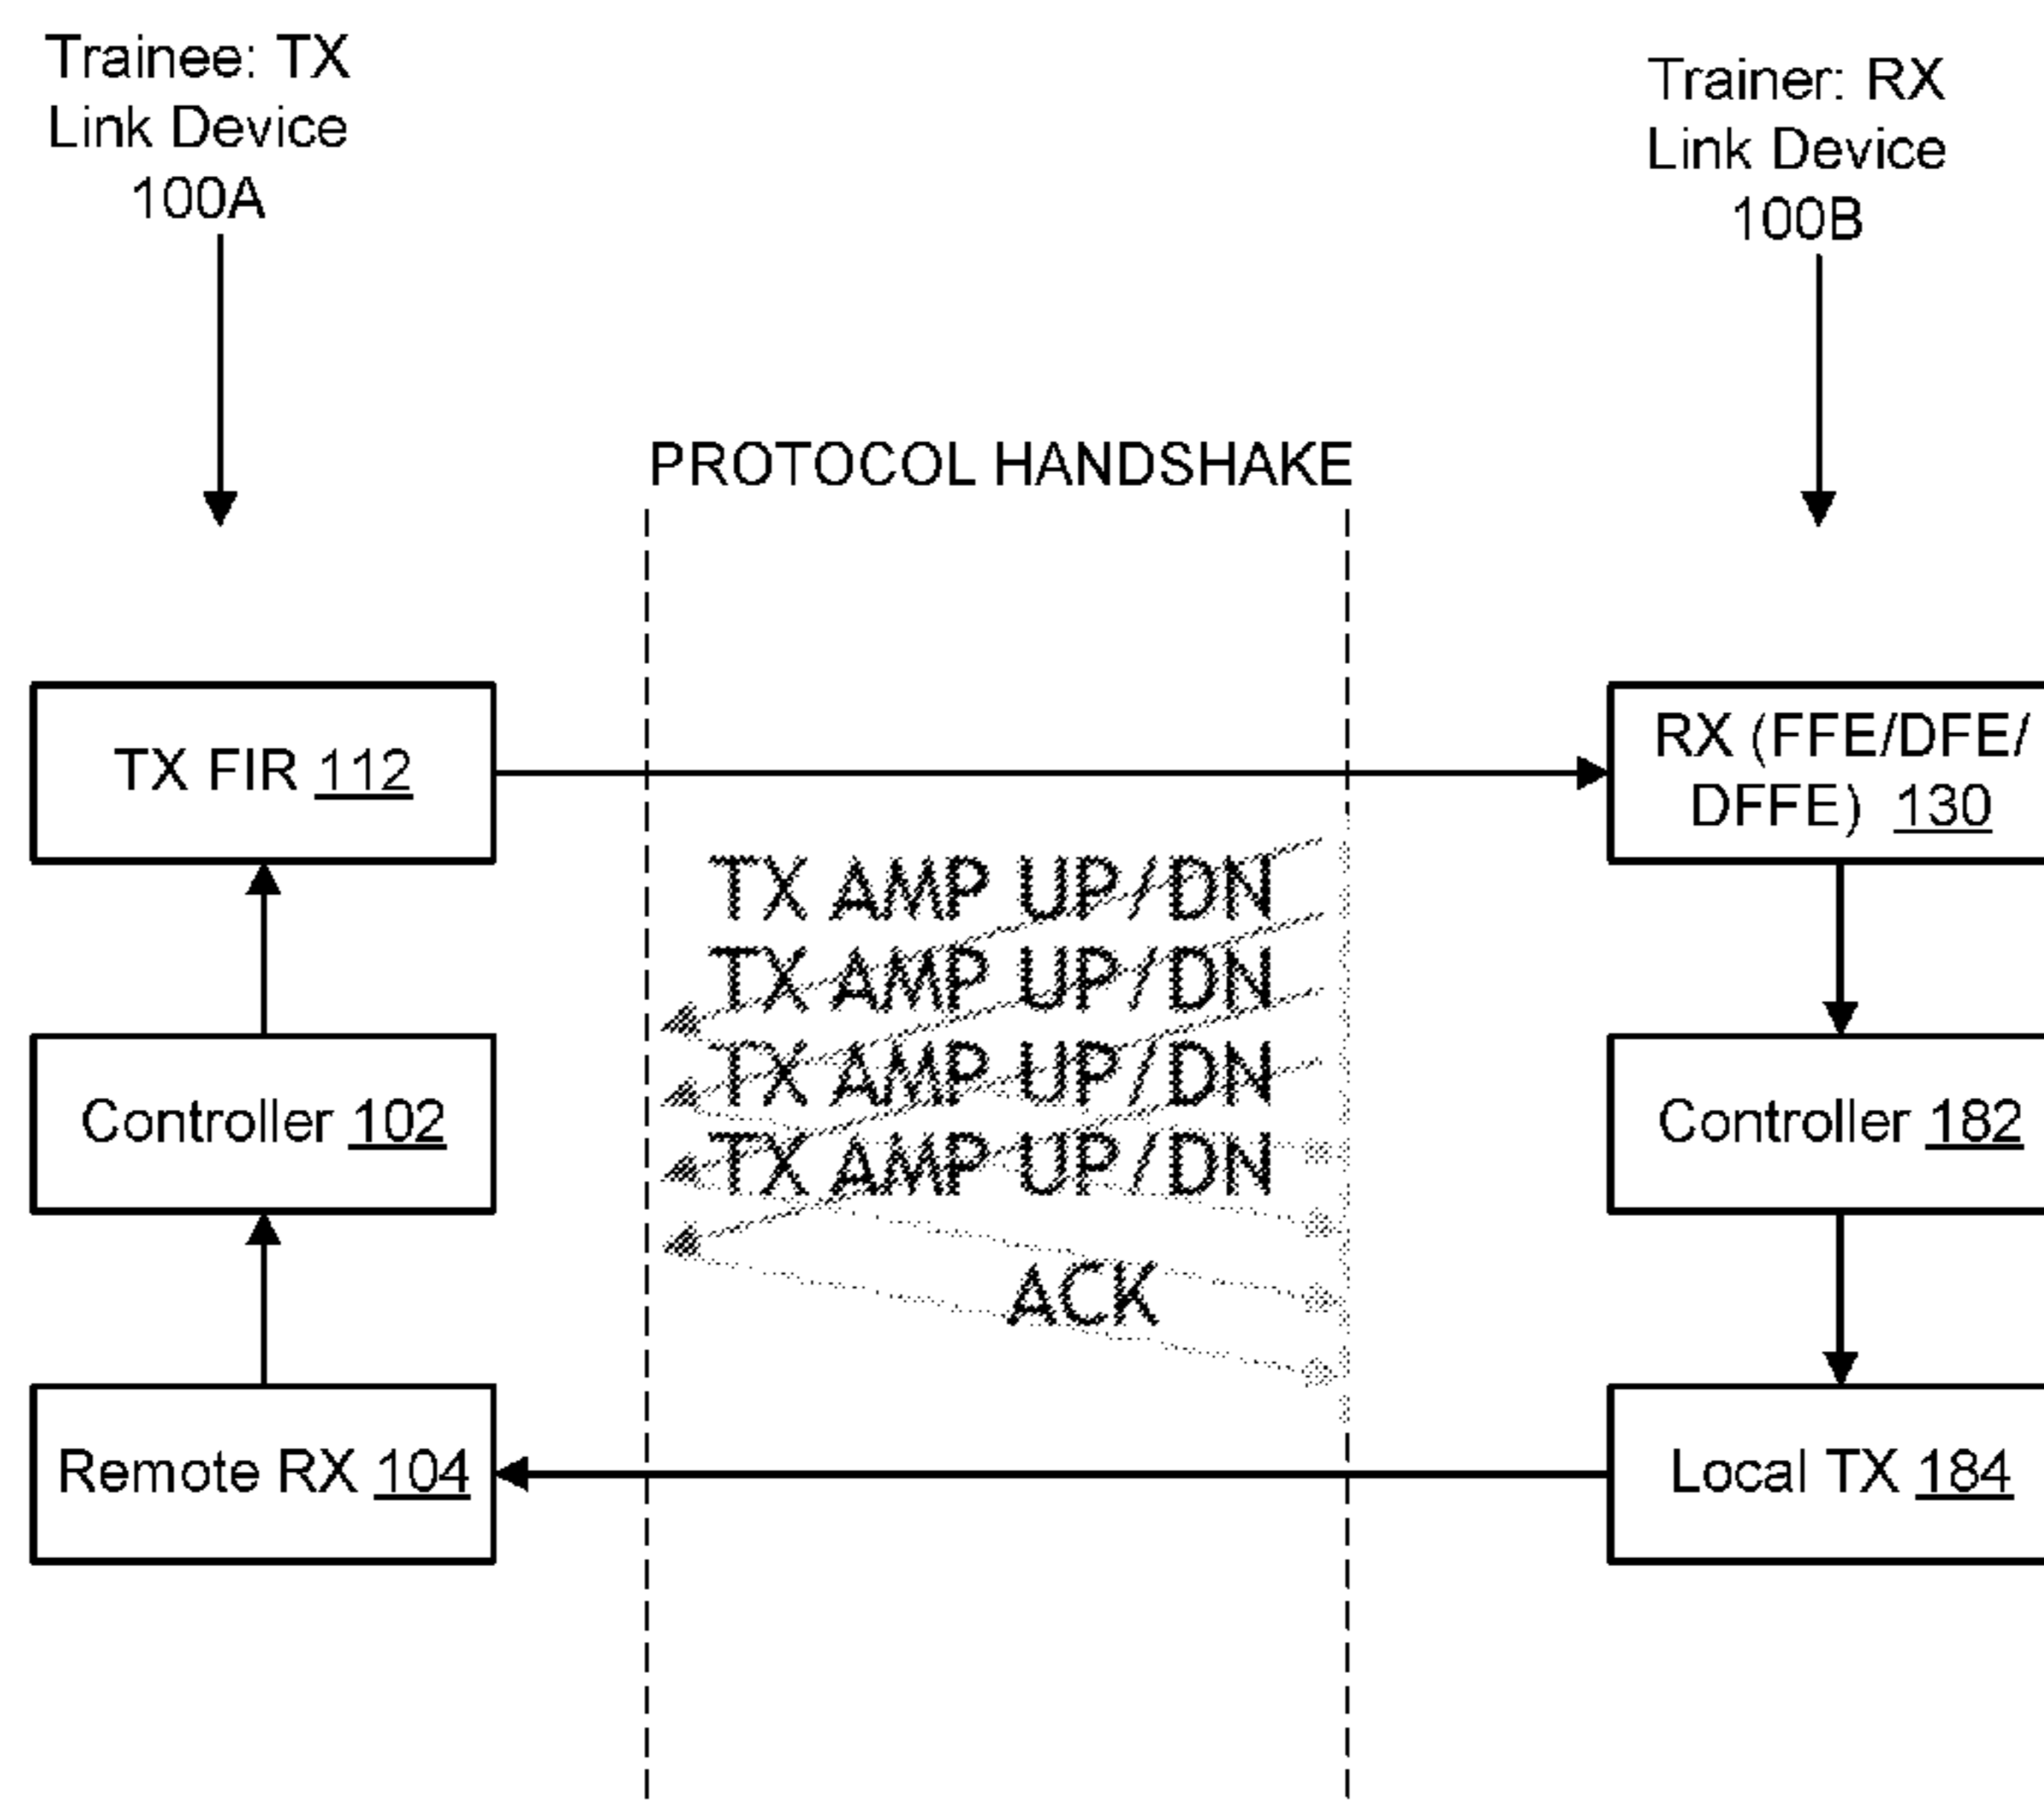 Trainee: TX
Link Device
100A
Trainer: RX
Link Device
100B
PROTOCOL HANDSHAKE
TX FIR 112
RX (FFE/DFE/
DFFE) 130
TX AMP UP/DN
TX AMP UP/DN
TX AMP UP/DN
TX AMP UP/DN
Controller 102
Controller 182
ACK
Remote RX 104
Local TX 184